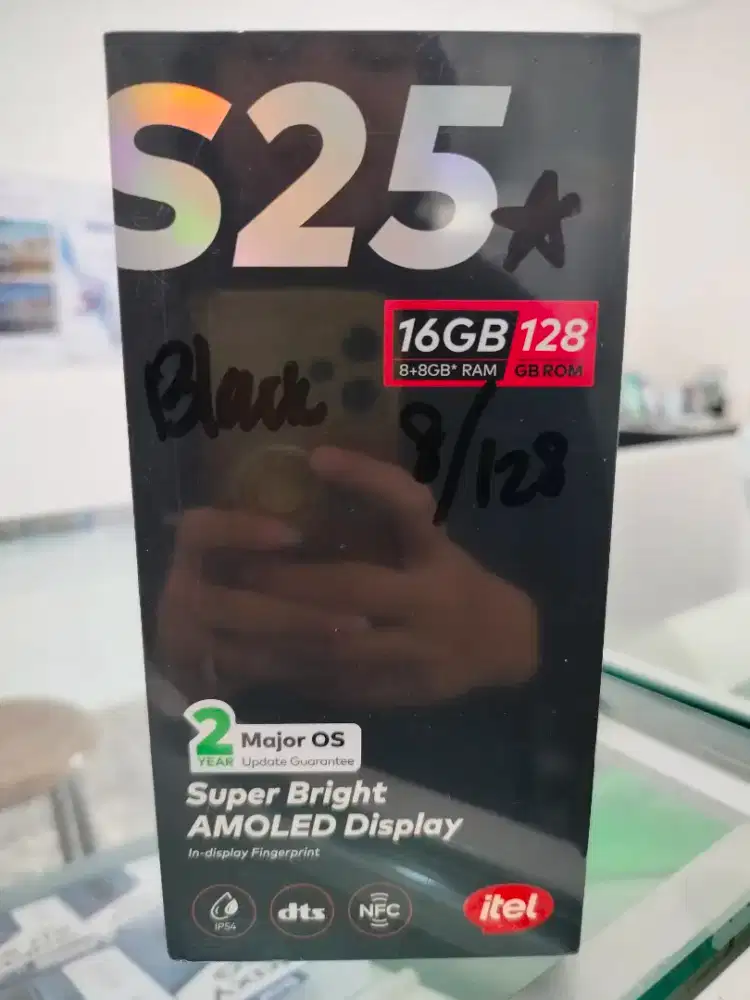 S25
16GB 128
8+8GB* RAM GB ROM
Black
8/128
2 Major OS
YEAR Update Guarantee
Super Bright
AMOLED Display
In-display Fingerprint
IP54 dts NFC itel